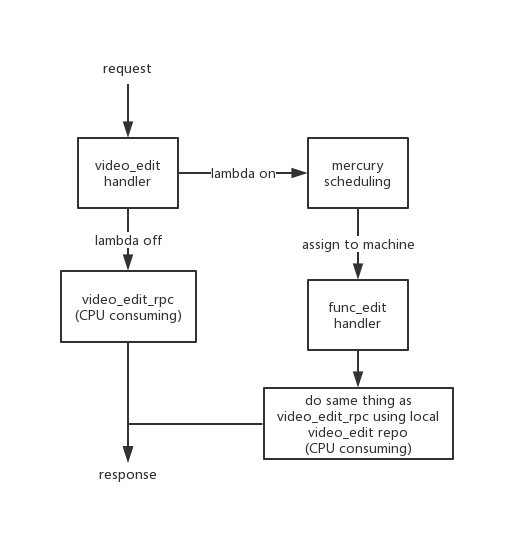 request
video_edit
handler
lambda on
mercury
scheduling
lambda off
assign to machine
video_edit_rpc
(CPU consuming)
func_edit
handler
do same thing as
video_edit_rpc using local
video_edit repo
(CPU consuming)
response